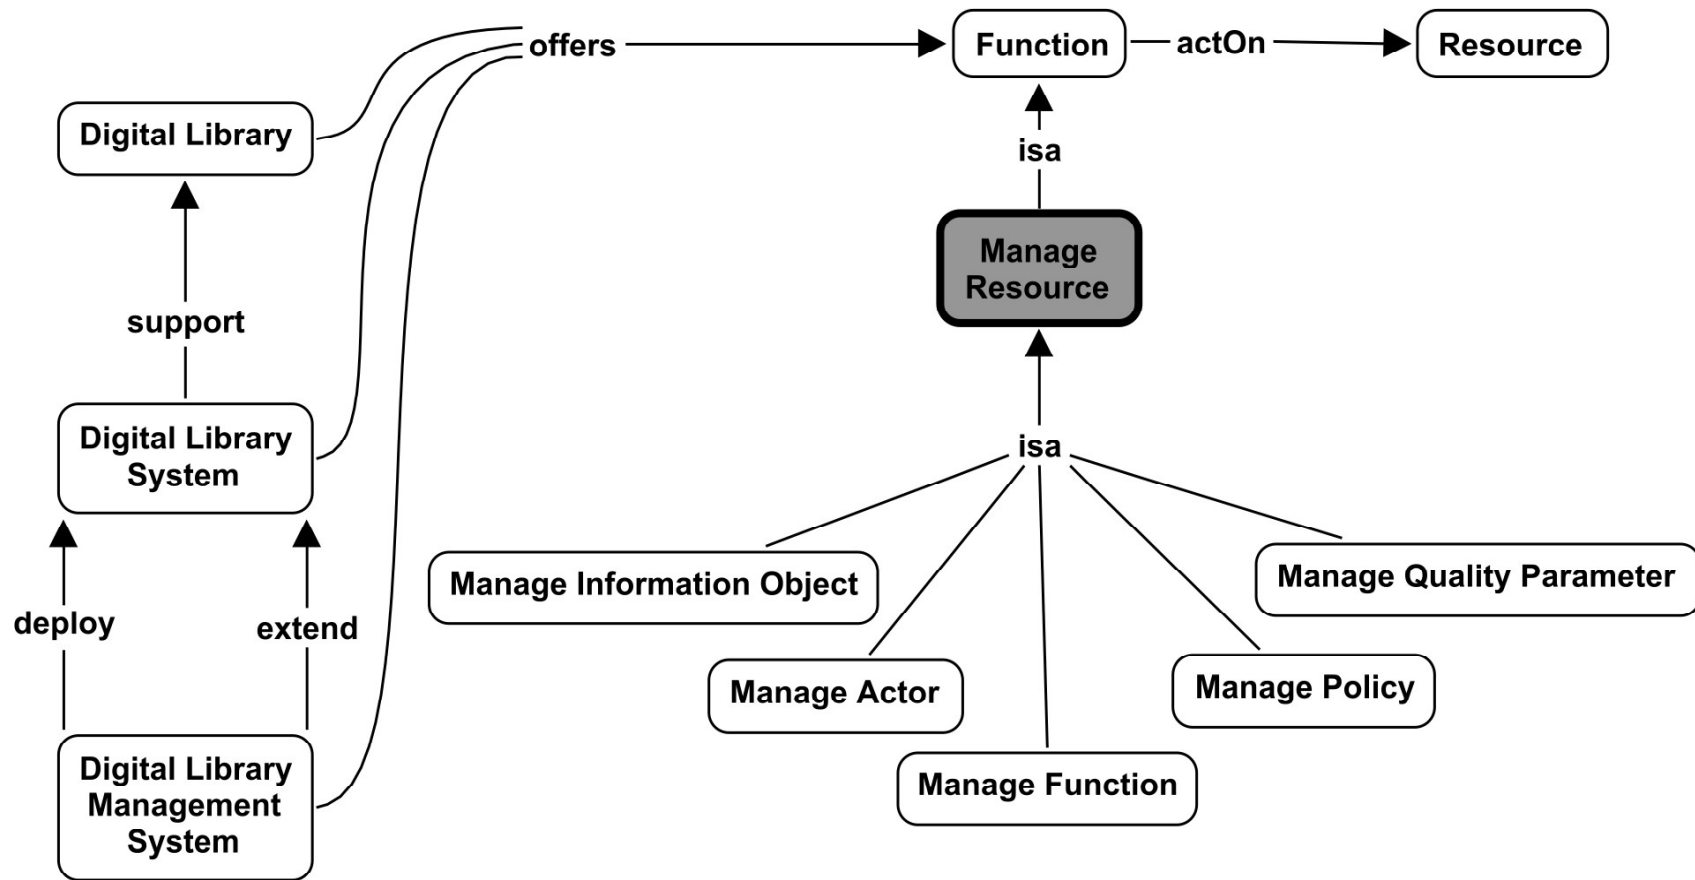 offers
Function
actOn
Resource
Digital Library
isa
Manage
Resource
support
Digital Library
System
isa
Manage Information Object
Manage Quality Parameter
deploy
extend
Manage Actor
Manage Policy
Manage Function
Digital Library
Management
System